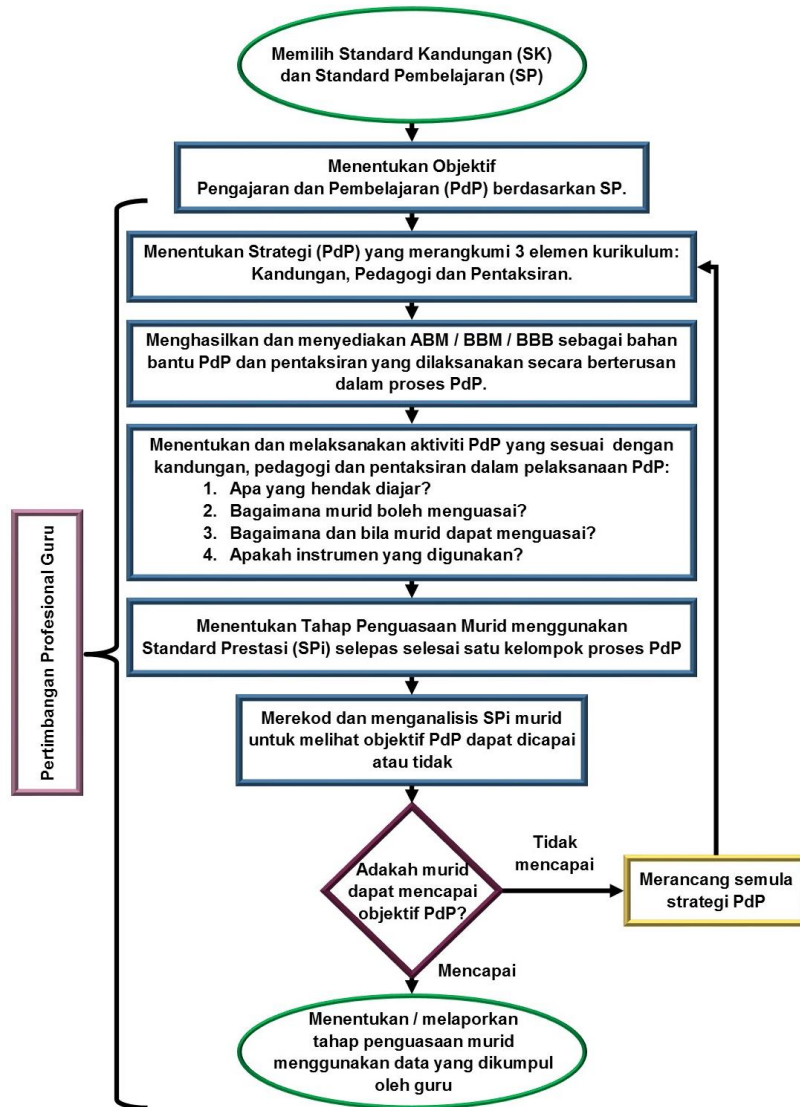 Memilih Standard Kandungan (SK)
dan Standard Pembelajaran (SP)
Menentukan Objektif
Pengajaran dan Pembelajaran (PdP) berdasarkan SP.
Menentukan Strategi (PdP) yang merangkumi 3 elemen kurikulum:
Kandungan, Pedagogi dan Pentaksiran.
Menghasilkan dan menyediakan ABM / BBM / BBB sebagai bahan
bantu PdP dan pentaksiran yang dilaksanakan secara berterusan
dalam proses PdP.
Menentukan dan melaksanakan aktiviti PdP yang sesuai dengan
kandungan, pedagogi dan pentaksiran dalam pelaksanaan PdP:
1. Apa yang hendak diajar?
2. Bagaimana murid boleh menguasai?
3. Bagaimana dan bila murid dapat menguasai?
4. Apakah instrumen yang digunakan?
Pertimbangan Profesional Guru
Menentukan Tahap Penguasaan Murid menggunakan
Standard Prestasi (SPi) selepas selesai satu kelompok proses PdP
Merekod dan menganalisis SPi murid
untuk melihat objektif PdP dapat dicapai
atau tidak
Adakah murid
dapat mencapai
objektif PdP?
Tidak
mencapai
Merancang semula
strategi PdP
Mencapai
Menentukan / melaporkan
tahap penguasaan murid
menggunakan data yang dikumpul
oleh guru